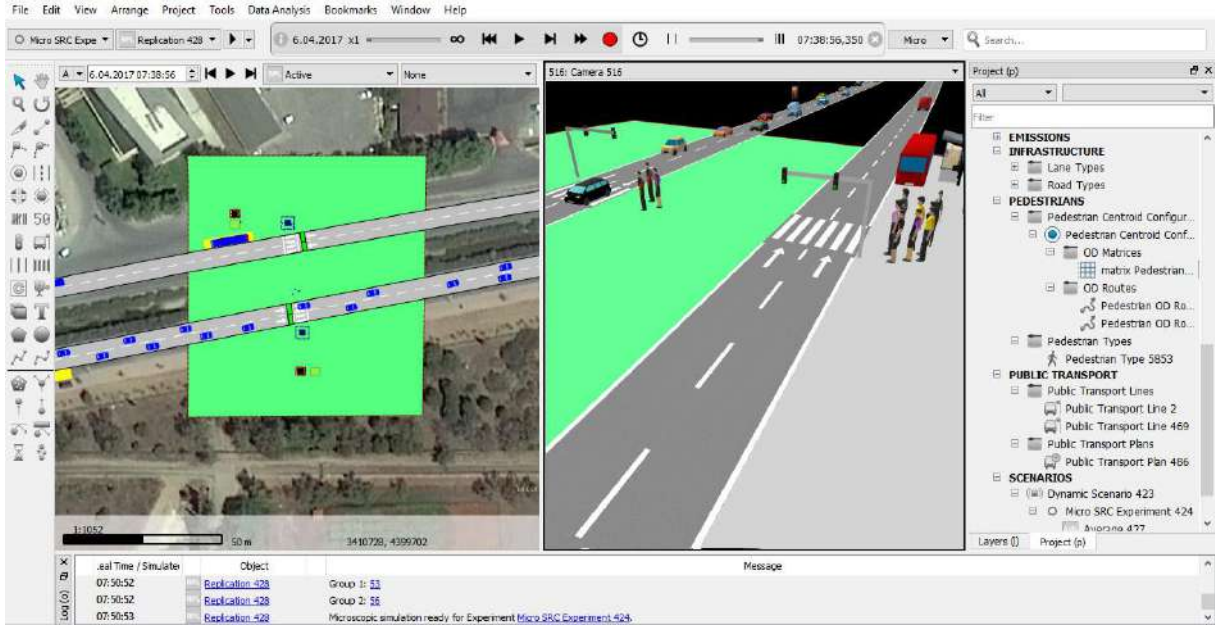 File Edit View Arrange Project Tools Data Analysis Bookmarks Window Help
Micro SRC Expe Replication 428 6.04.2017 x1 07:38:56,350 Micro Search...
A 6.04.2017 07:38:56 Active None
516: Camera 516
Project (p)
All
Filter
EMISSIONS
INFRASTRUCTURE
Lane Types
Road Types
PEDESTRIANS
Pedestrian Centroid Configur...
Pedestrian Centroid Conf...
OD Matrices
matrix Pedestrian...
OD Routes
Pedestrian OD Ro...
Pedestrian OD Ro...
Pedestrian Types
Pedestrian Type 5853
PUBLIC TRANSPORT
Public Transport Lines
Public Transport Line 2
Public Transport Line 469
Public Transport Plans
Public Transport Plan 486
SCENARIOS
Dynamic Scenario 423
Micro SRC Experiment 424
Average 427
Layers (l) Project (p)
50
T
1:1052
50 m
3410728, 4399702
Log (o)
.eal Time / Simulate Object Message
07:50:52 Replication 428 Group 1: 53
07:50:52 Replication 428 Group 2: 56
07:50:53 Replication 428 Microscopic simulation ready for Experiment Micro SRC Experiment 424.